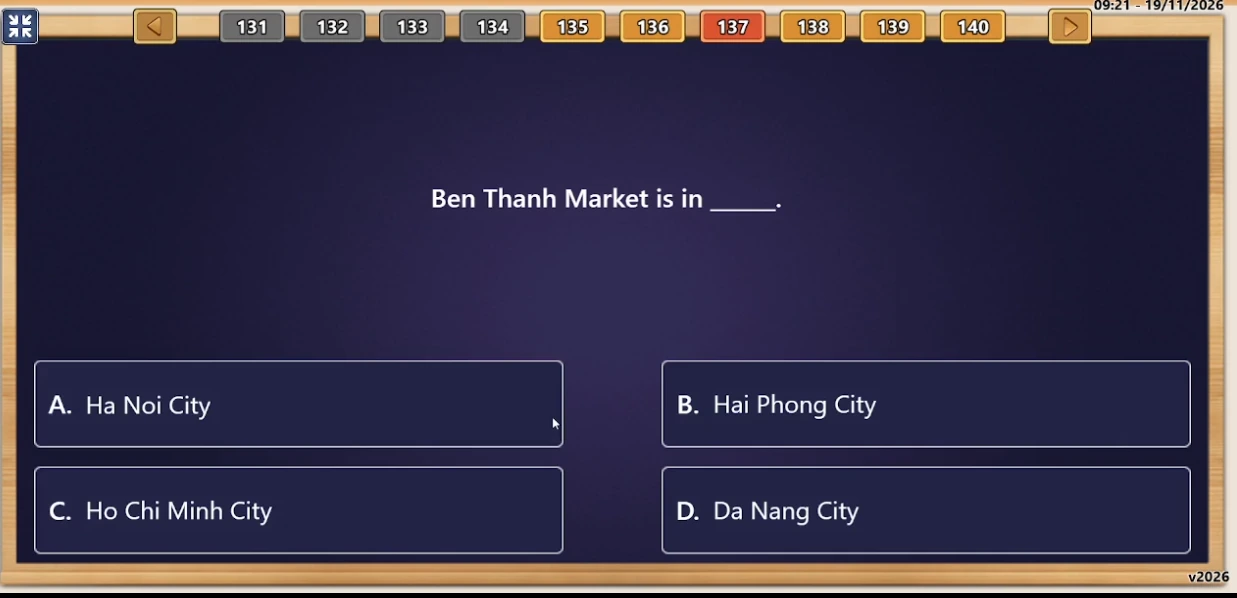 09:21 - 19/11/2026
131 132 133 134 135 136 137 138 139 140
Ben Thanh Market is in ______.
A. Ha Noi City
B. Hai Phong City
C. Ho Chi Minh City
D. Da Nang City
v2026